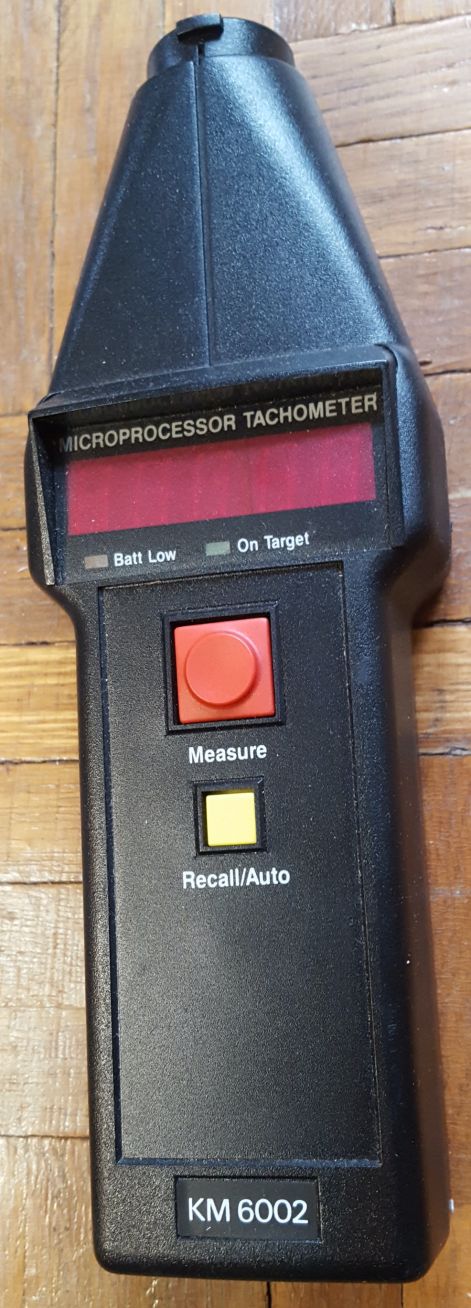 MICROPROCESSOR TACHOMETER
Batt Low On Target
Measure
Recall/Auto
KM 6002